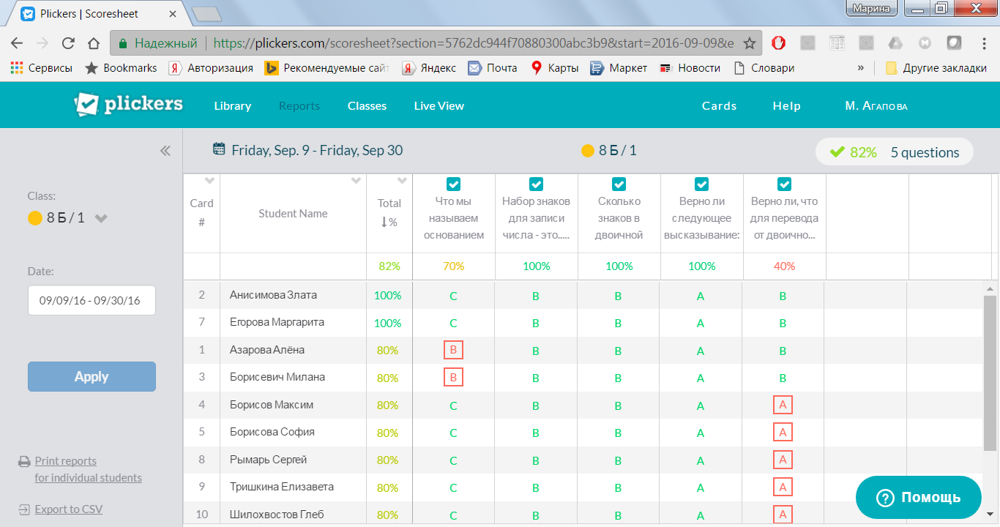 Plickers | Scoresheet
Марина
Надежный
https://plickers.com/scoresheet?section=5762dc944f70880300abc3b9&start=2016-09-09&e
Сервисы Bookmarks Авторизация Рекомендуемые сайт Яндекс Почта Карты Маркет Новости Словари » Другие закладки
plickers Library Reports Classes Live View Cards Help М. Агапова
Friday, Sep. 9 - Friday, Sep 30 8 Б / 1 82% 5 questions
Class:
8 Б / 1
Date:
09/09/16 - 09/30/16
Apply
Print reports
for individual students
Export to CSV
Card
#
Student Name
Total
%
Что мы
называем
основанием
Набор знаков
для записи
числа - это.....
Сколько
знаков в
двоичной
Верно ли
следующее
высказывание:
Верно ли, что
для перевода
от двоично...
82% 70% 100% 100% 100% 40%
2 Анисимова Злата 100% C B B A B
7 Егорова Маргарита 100% C B B A B
1 Азарова Алёна 80% B B B A B
3 Борисевич Милана 80% B B B A B
4 Борисов Максим 80% C B B A A
5 Борисова София 80% C B B A A
8 Рымарь Сергей 80% C B B A A
9 Тришкина Елизавета 80% C B B A A
10 Шилохвостов Глеб 80% C B B A A
Помощь